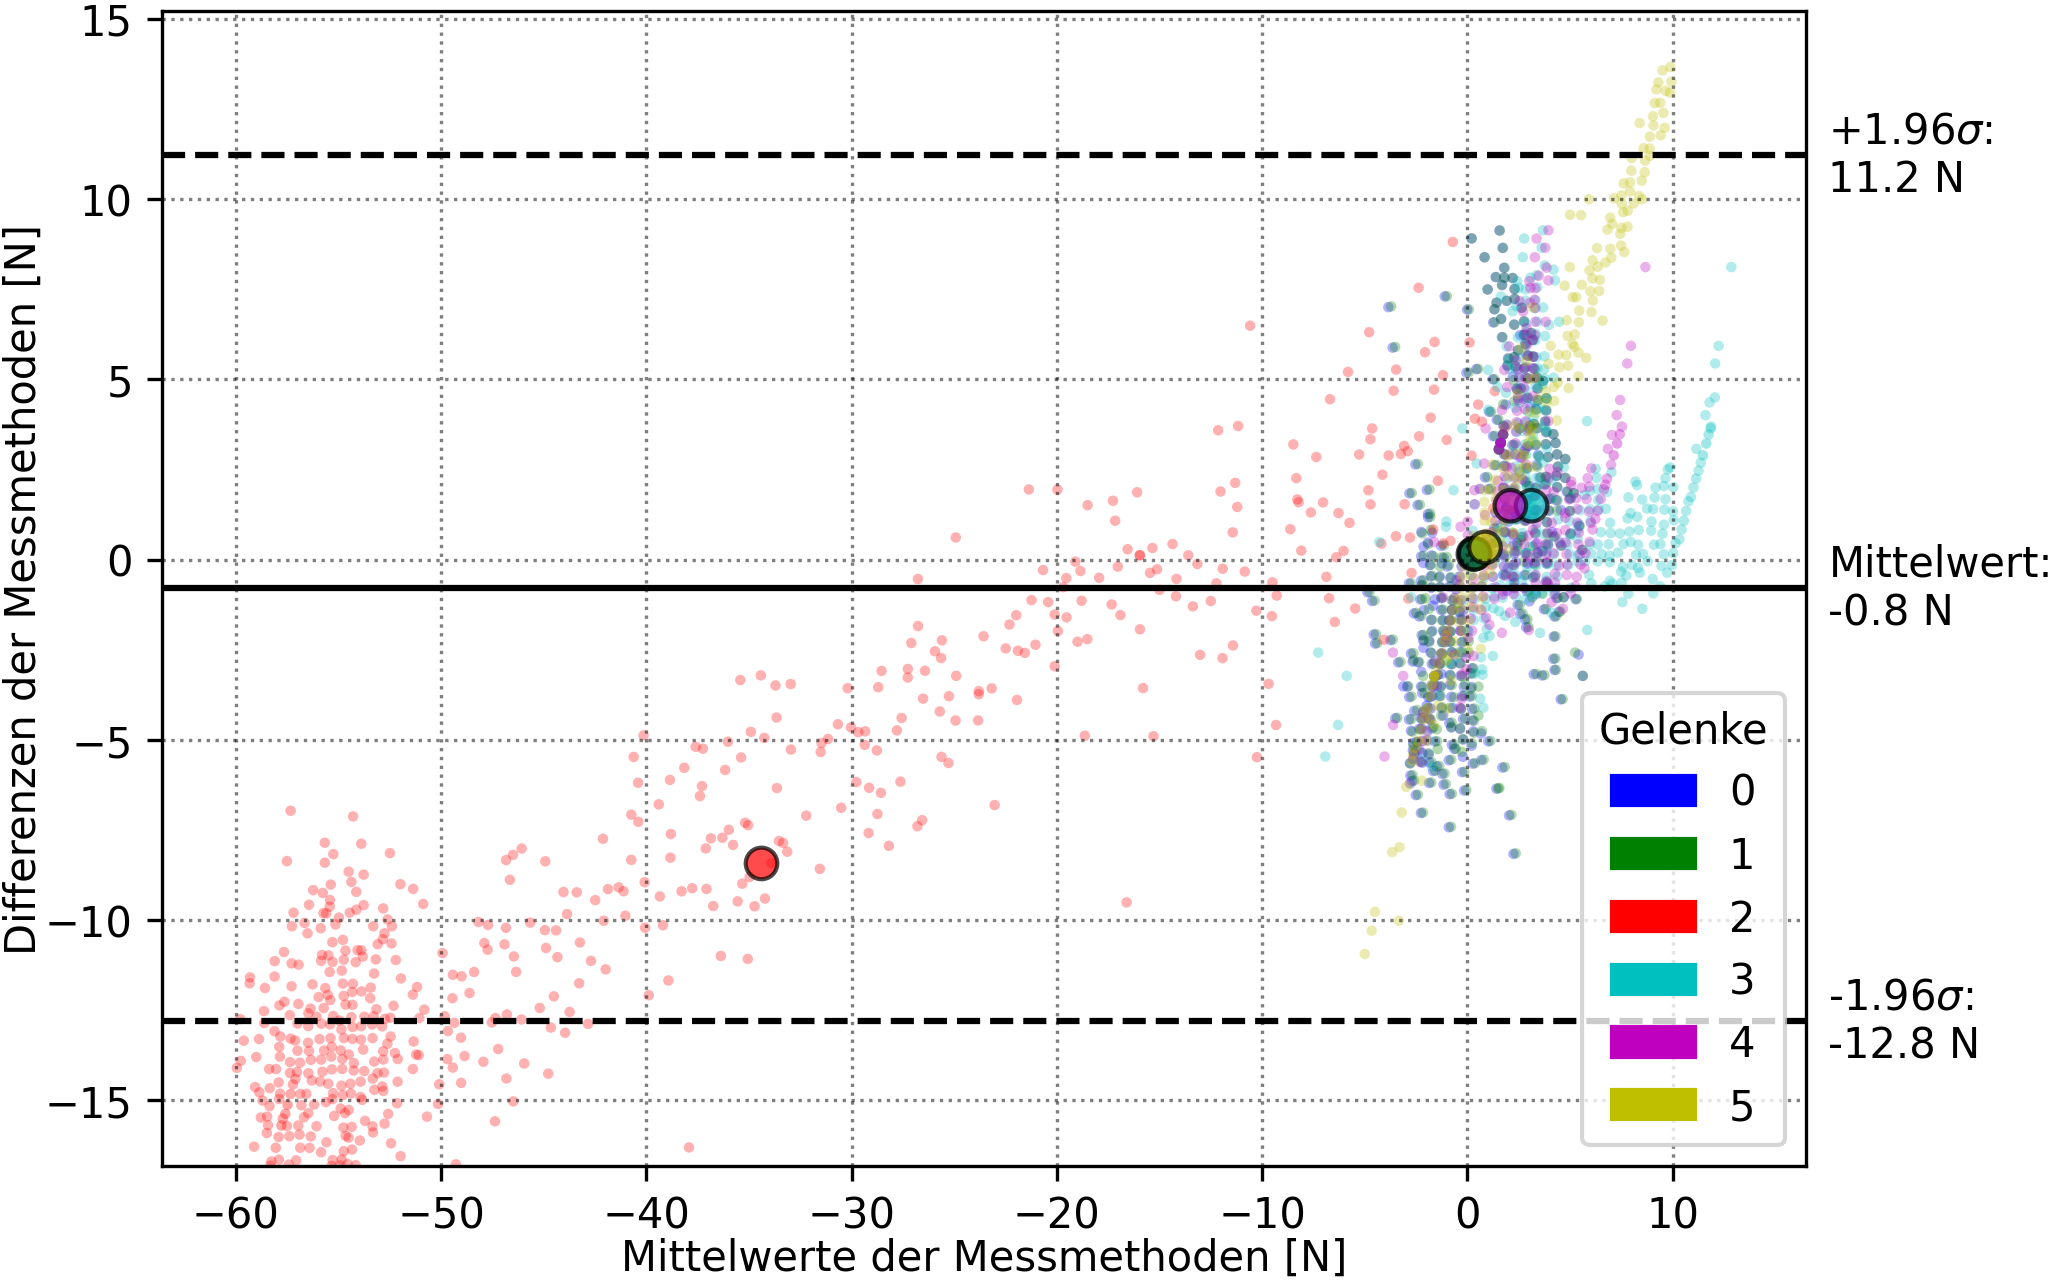 15
10
5
0
−5
−10
−15
Differenzen der Messmethoden [N]
+1.96σ:
11.2 N
Mittelwert:
-0.8 N
-1.96σ:
-12.8 N
Gelenke
0
1
2
3
4
5
−60 −50 −40 −30 −20 −10 0 10
Mittelwerte der Messmethoden [N]